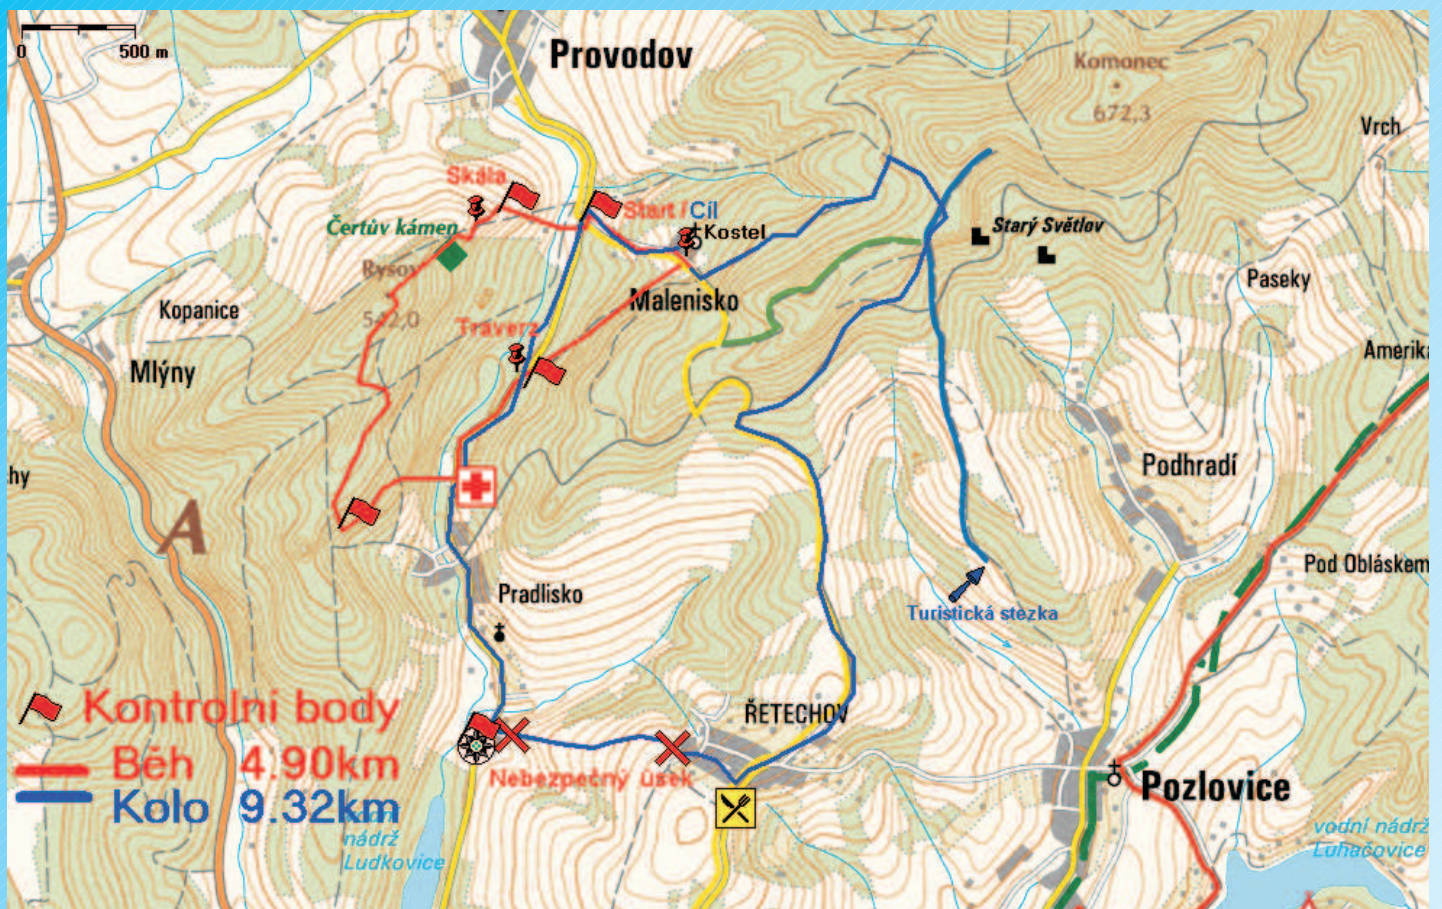 0 500 m
Provodov
Komonec
672,3
Vrch
Skála
Start / Cíl
Čertův kámen
Kostel
Starý Světlov
Rysov
542,0
Paseky
Kopanice
Malenisko
Traverz
Mlýny
Amerika
hy
Podhradí
A
Pod Obláskem
Pradlisko
Turistická stezka
Kontrolní body
ŘETECHOV
Běh 4.90km
Nebezpečný úsek
Kolo 9.32km
Pozlovice
nádrž
Ludkovice
vodní nádrž
Luhačovice